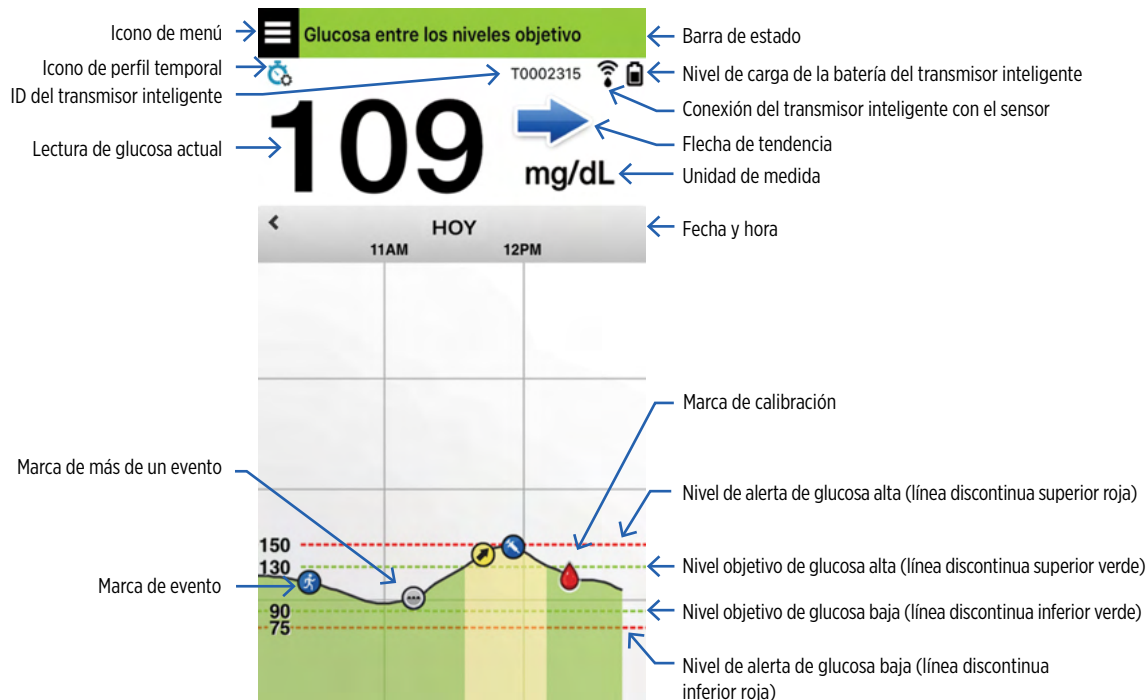 Icono de menú
Glucosa entre los niveles objetivo
Barra de estado
Icono de perfil temporal
T0002315
Nivel de carga de la batería del transmisor inteligente
ID del transmisor inteligente
Conexión del transmisor inteligente con el sensor
Lectura de glucosa actual
109
Flecha de tendencia
mg/dL
Unidad de medida
HOY
Fecha y hora
11AM
12PM
Marca de calibración
Marca de más de un evento
Nivel de alerta de glucosa alta (línea discontinua superior roja)
150
130
Nivel objetivo de glucosa alta (línea discontinua superior verde)
Marca de evento
90
Nivel objetivo de glucosa baja (línea discontinua inferior verde)
75
Nivel de alerta de glucosa baja (línea discontinua
inferior roja)